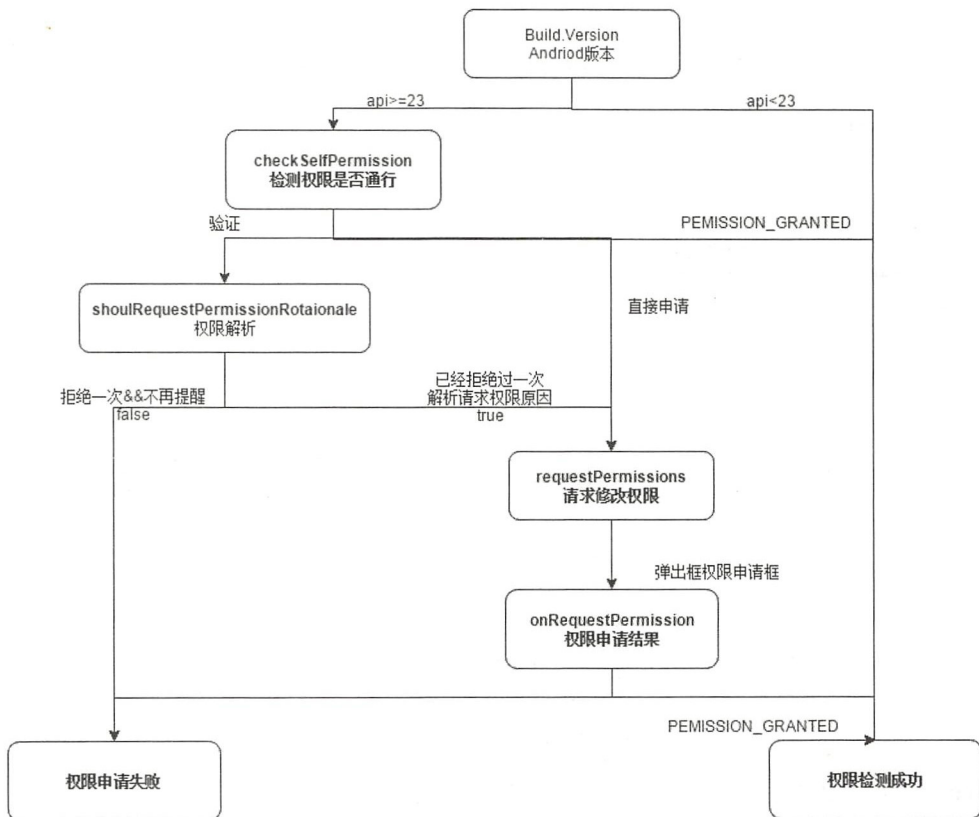 Build.Version
Andriod版本
api>=23
api<23
checkSelfPermission
检测权限是否通行
验证
PEMISSION_GRANTED
shoulRequestPermissionRotaionale
权限解析
直接申请
拒绝一次&&不再提醒
false
已经拒绝过一次
解析请求权限原因
true
requestPermissions
请求修改权限
弹出框权限申请框
onRequestPermission
权限申请结果
PEMISSION_GRANTED
权限申请失败
权限检测成功